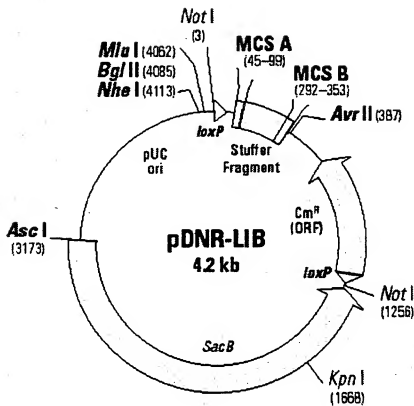 Not I
(3)
Mlu I (4062)
Bgl II (4085)
Nhe I (4113)
MCS A
(45–99)
MCS B
(292–353)
Avr II (387)
loxP
Stuffer
Fragment
pUC
ori
CmR
(ORF)
Asc I
(3173)
pDNR-LIB
4.2 kb
loxP
Not I
(1256)
SacB
Kpn I
(1668)